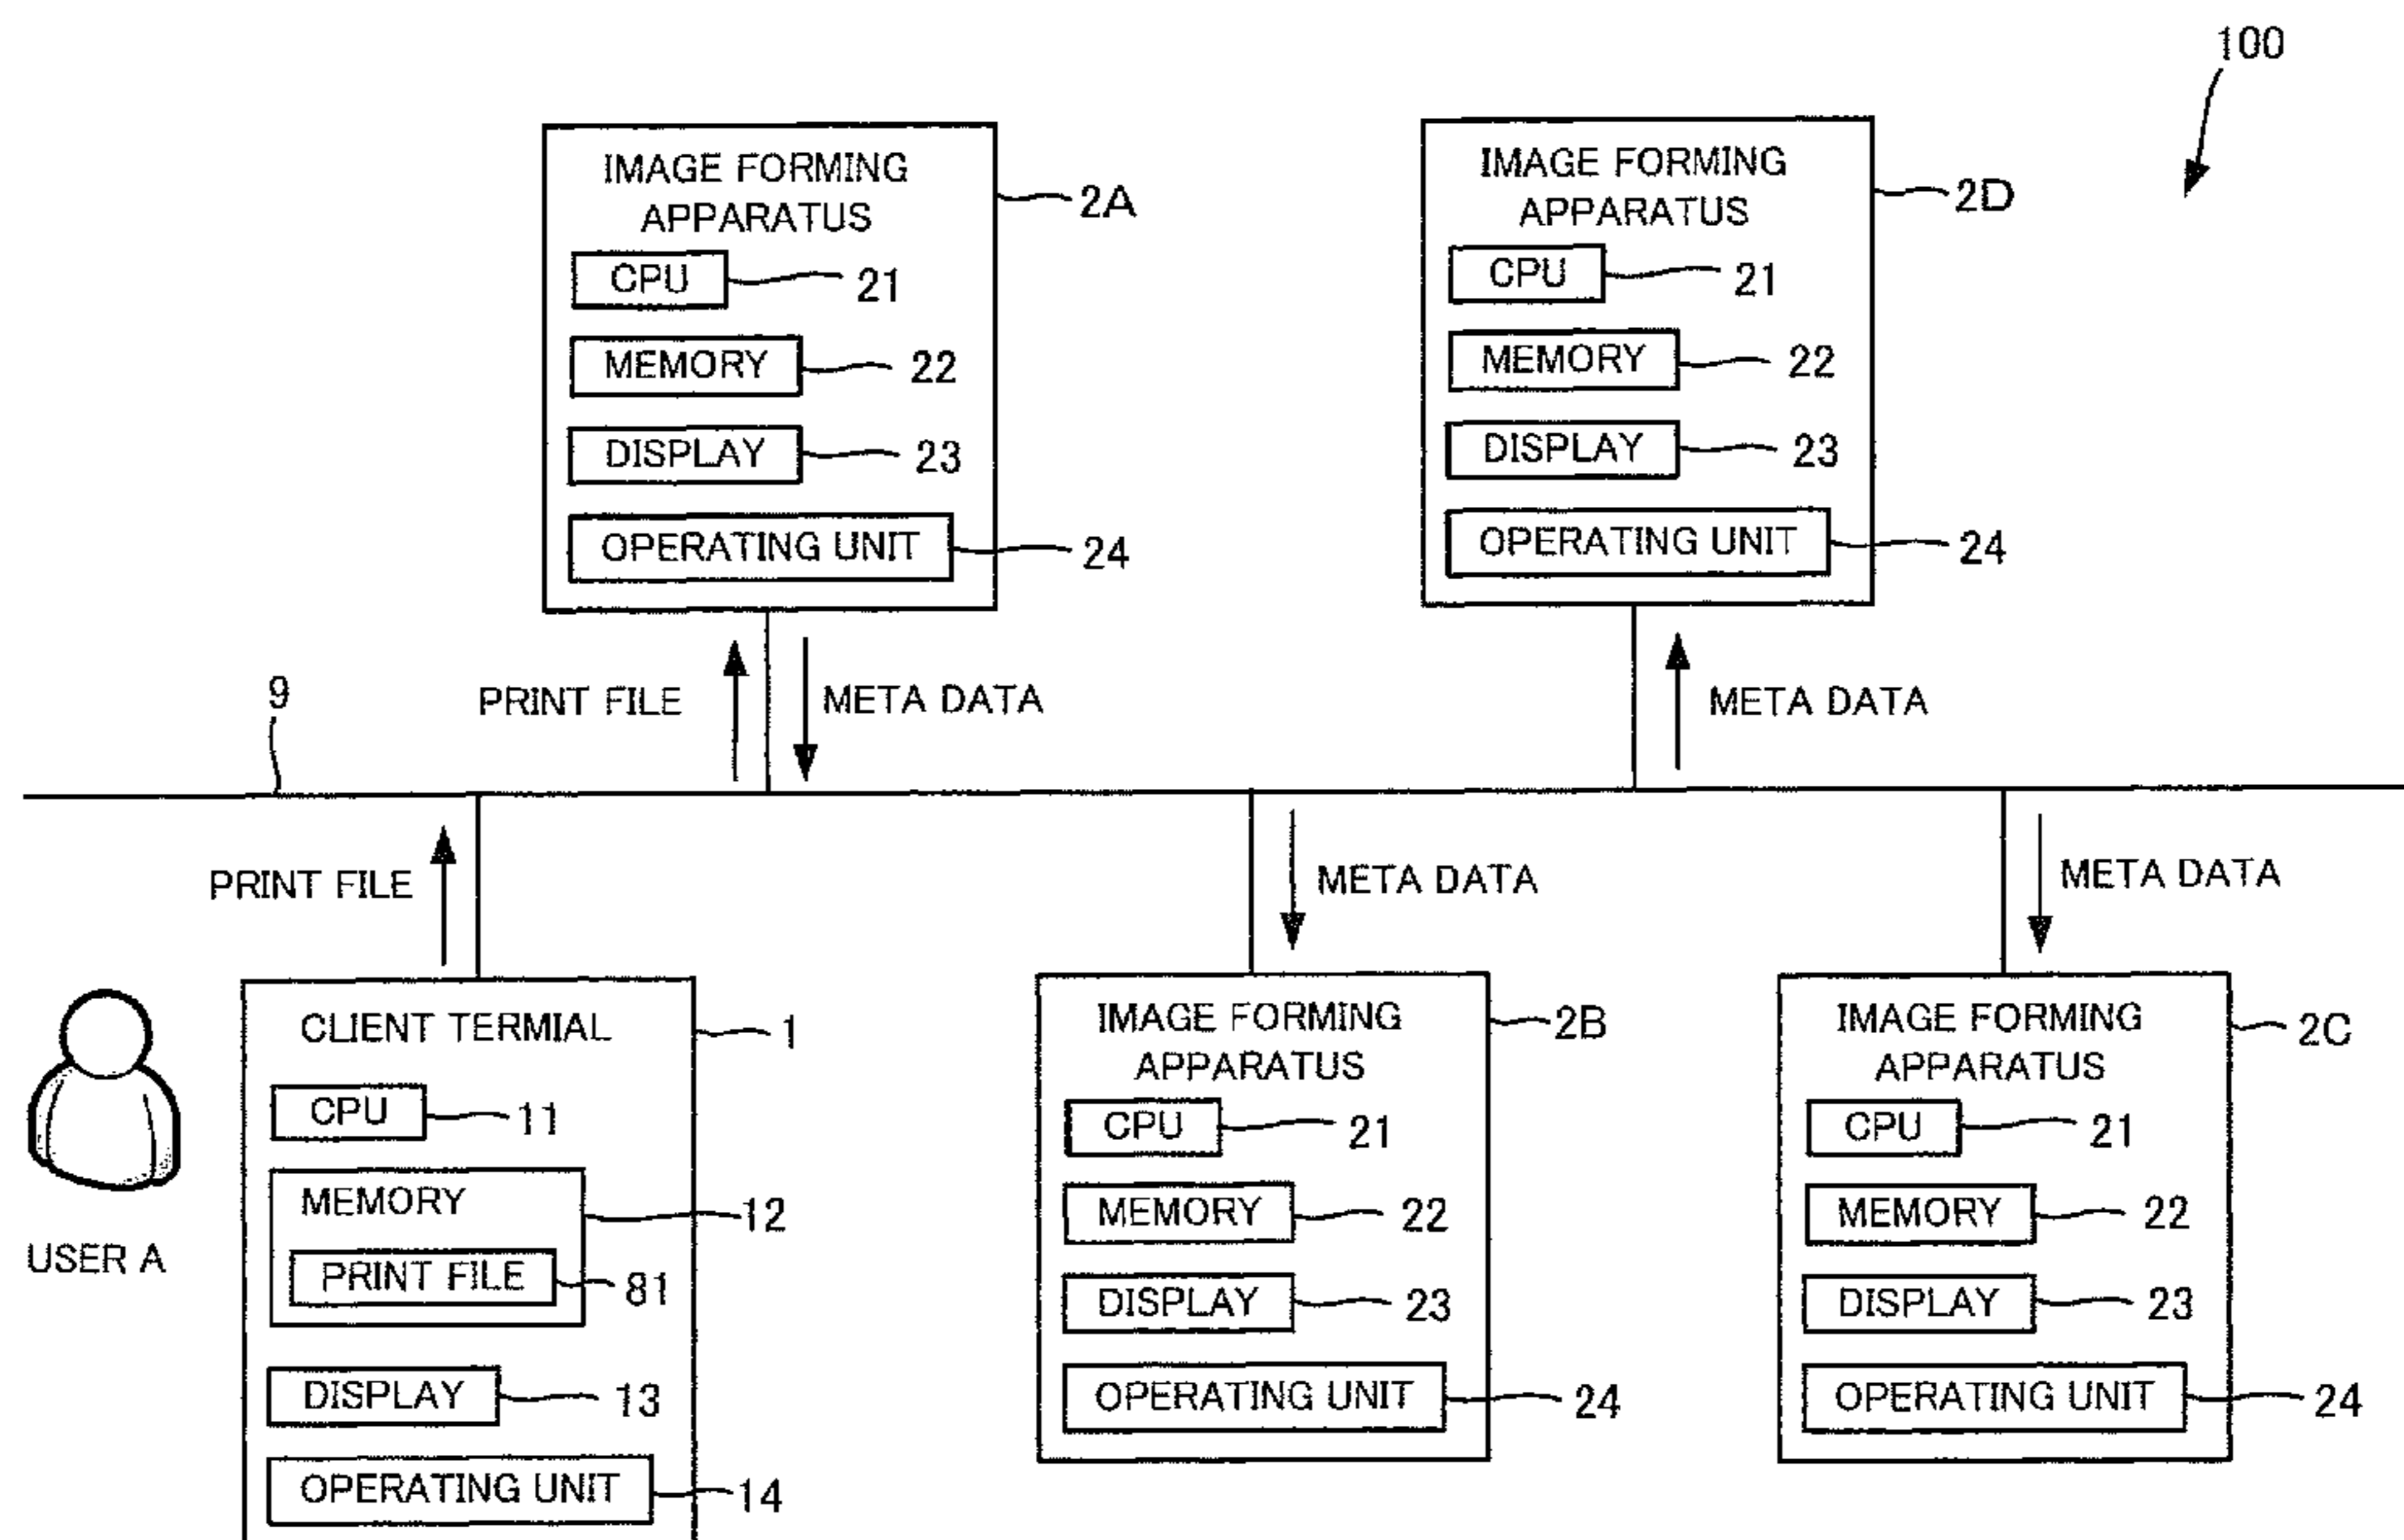 100
IMAGE FORMING
APPARATUS
2A
CPU
21
MEMORY
22
DISPLAY
23
OPERATING UNIT
24
IMAGE FORMING
APPARATUS
2D
CPU
21
MEMORY
22
DISPLAY
23
OPERATING UNIT
24
9
PRINT FILE
META DATA
META DATA
PRINT FILE
META DATA
META DATA
USER A
CLIENT TERMIAL
1
CPU
11
MEMORY
12
PRINT FILE
81
DISPLAY
13
OPERATING UNIT
14
IMAGE FORMING
APPARATUS
2B
CPU
21
MEMORY
22
DISPLAY
23
OPERATING UNIT
24
IMAGE FORMING
APPARATUS
2C
CPU
21
MEMORY
22
DISPLAY
23
OPERATING UNIT
24